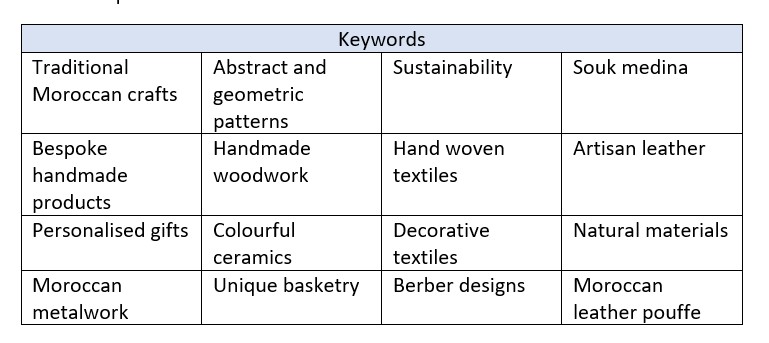 Keywords
Traditional
Moroccan crafts
Abstract and
geometric
patterns
Sustainability
Souk medina
Bespoke
handmade
products
Handmade
woodwork
Hand woven
textiles
Artisan leather
Personalised gifts
Colourful
ceramics
Decorative
textiles
Natural materials
Moroccan
metalwork
Unique basketry
Berber designs
Moroccan
leather pouffe